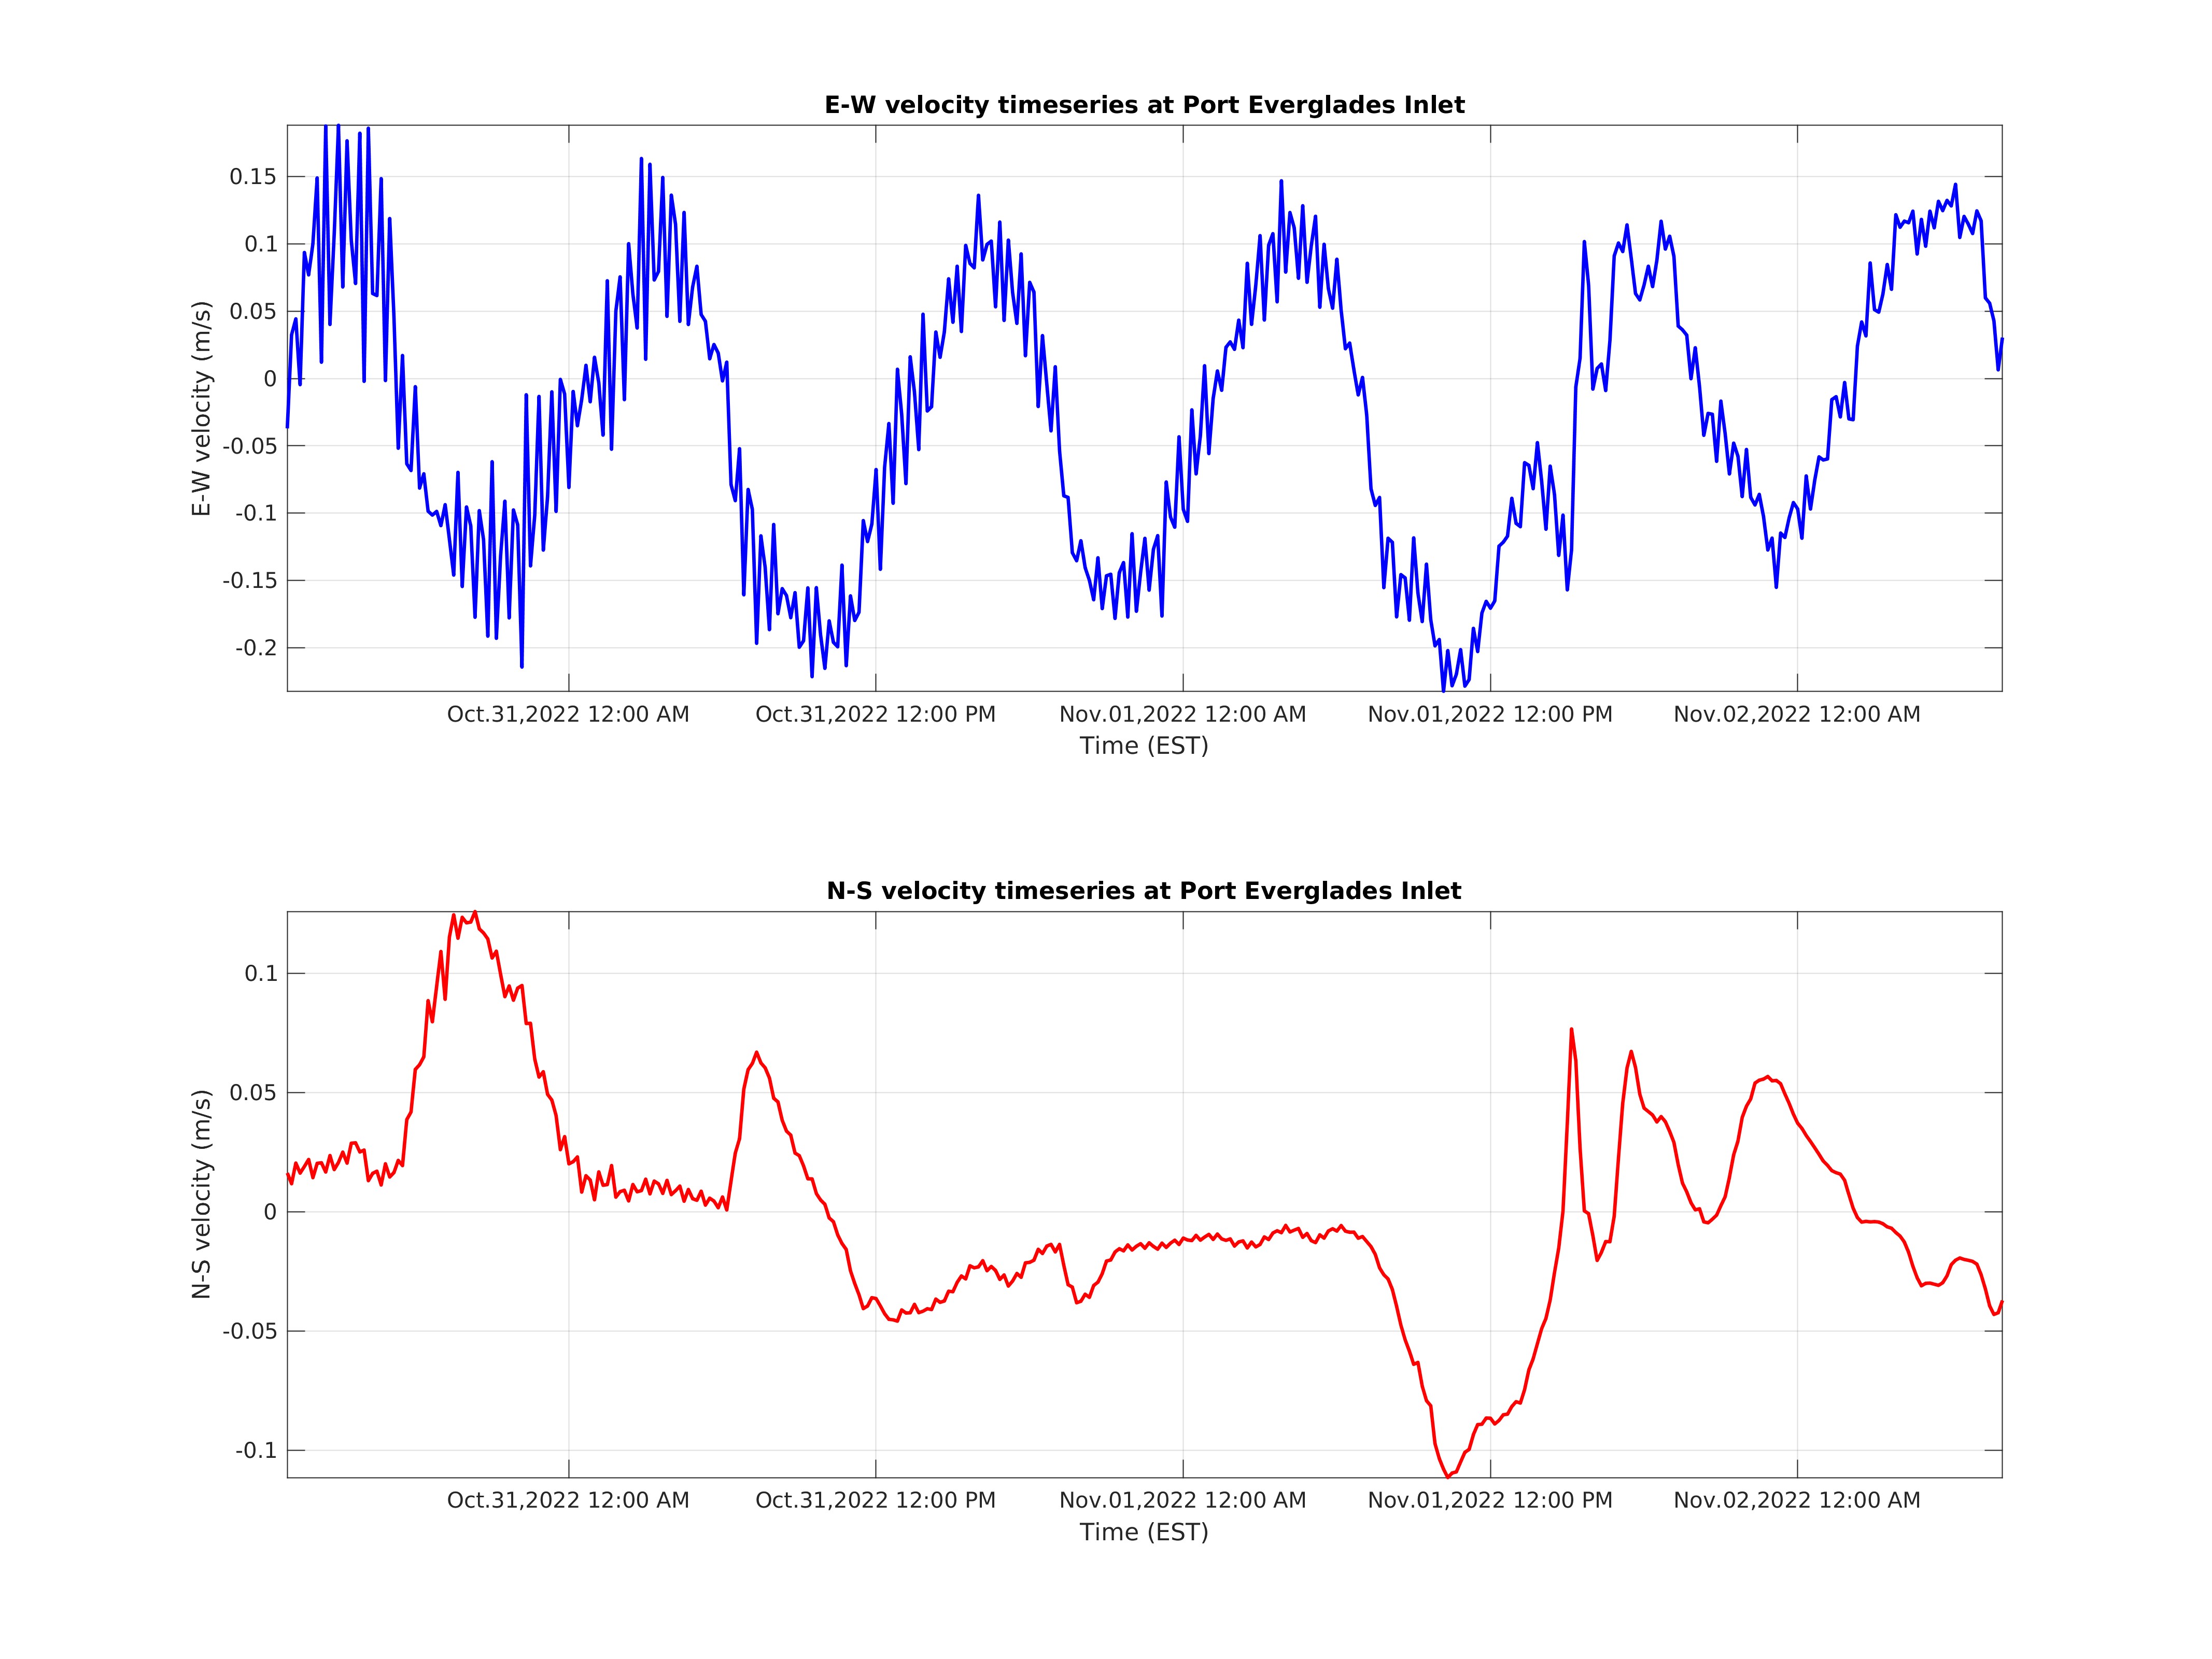 E-W velocity timeseries at Port Everglades Inlet
E-W velocity (m/s)
0.15
0.1
0.05
0
-0.05
-0.1
-0.15
-0.2
Oct.31,2022 12:00 AM Oct.31,2022 12:00 PM Nov.01,2022 12:00 AM Nov.01,2022 12:00 PM Nov.02,2022 12:00 AM
Time (EST)
N-S velocity timeseries at Port Everglades Inlet
N-S velocity (m/s)
0.1
0.05
0
-0.05
-0.1
Oct.31,2022 12:00 AM Oct.31,2022 12:00 PM Nov.01,2022 12:00 AM Nov.01,2022 12:00 PM Nov.02,2022 12:00 AM
Time (EST)